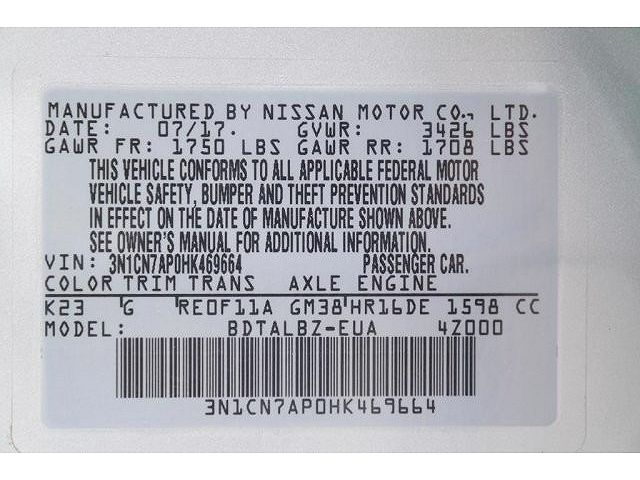 MANUFACTURED BY NISSAN MOTOR CO., LTD.
DATE: 07/17. GVWR: 3426 LBS
GAWR FR: 1750 LBS GAWR RR: 1708 LBS
THIS VEHICLE CONFORMS TO ALL APPLICABLE FEDERAL MOTOR
VEHICLE SAFETY, BUMPER AND THEFT PREVENTION STANDARDS
IN EFFECT ON THE DATE OF MANUFACTURE SHOWN ABOVE.
SEE OWNER'S MANUAL FOR ADDITIONAL INFORMATION.
VIN: 3N1CN7AP0HK469664 PASSENGER CAR.
COLOR TRIM TRANS AXLE ENGINE
K23 G RE0F11A GM38 HR16DE 1598 CC
MODEL: BDTALBZ-EUA 4Z000
3N1CN7AP0HK469664